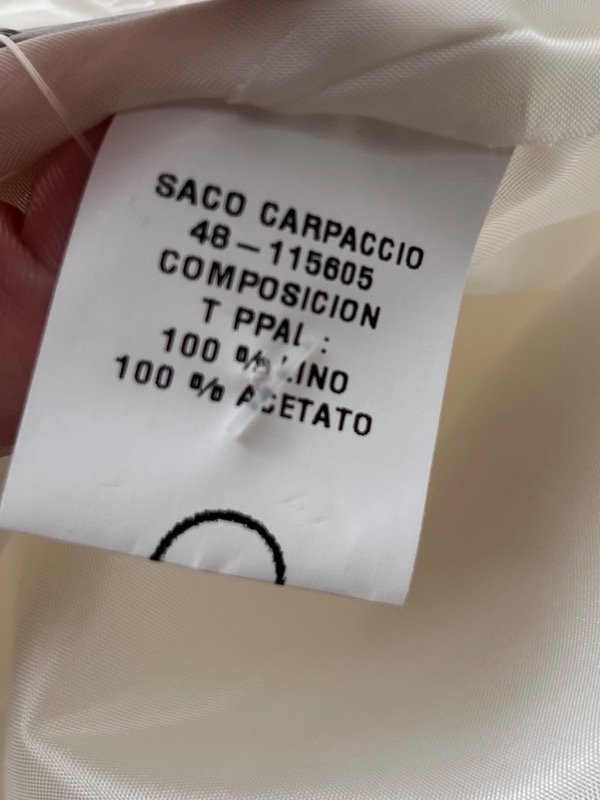 SACO CARPACCIO
48-115605
COMPOSICION
T PPAL :
100 % LINO
100 % ACETATO